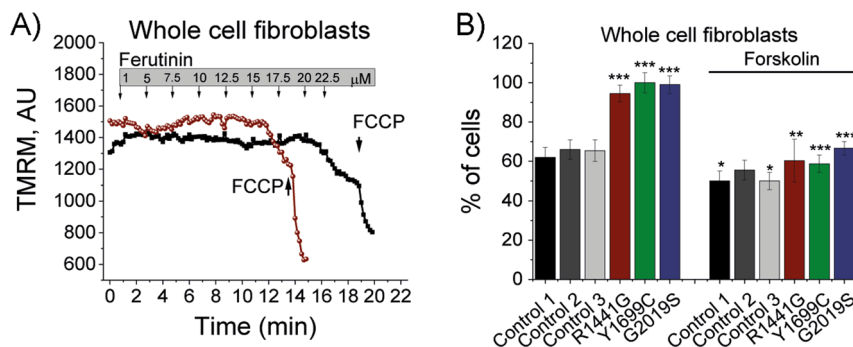 A) Whole cell fibroblasts
Ferutinin
1 5 7.5 10 12.5 15 17.5 20 22.5 µM
TMRM, AU
2000
1800
1600
1400
1200
1000
800
600
FCCP
FCCP
0 2 4 6 8 10 12 14 16 18 20 22
Time (min)
B) Whole cell fibroblasts
Forskolin
% of cells
120
100
80
60
40
20
0
*** *** ***
* * ** *** ***
Control 1
Control 2
Control 3
R1441G
Y1699C
G2019S
Control 1
Control 2
Control 3
R1441G
Y1699C
G2019S